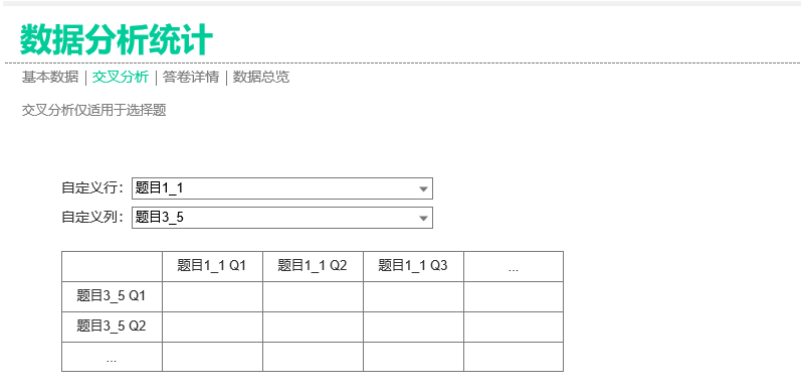 数据分析统计
基本数据 | 交叉分析 | 答卷详情 | 数据总览
交叉分析仅适用于选择题
自定义行: 题目1_1
自定义列: 题目3_5
题目1_1 Q1 题目1_1 Q2 题目1_1 Q3 ...
题目3_5 Q1
题目3_5 Q2
...